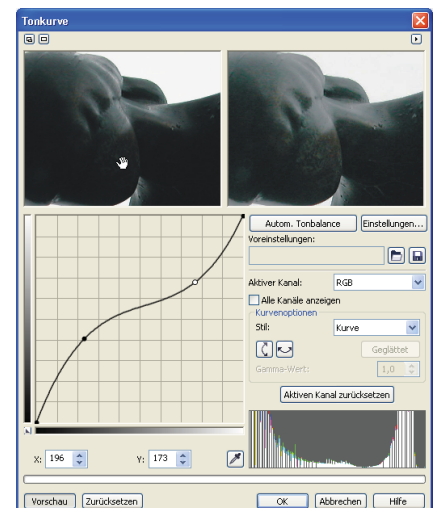 Tonkurve
Autom. Tonbalance Einstellungen...
Voreinstellungen:
Aktiver Kanal: RGB
Alle Kanäle anzeigen
Kurvenoptionen
Stil: Kurve
Geglättet
Gamma-Wert: 1,0
Aktiven Kanal zurücksetzen
X: 196 Y: 173
Vorschau Zurücksetzen OK Abbrechen Hilfe